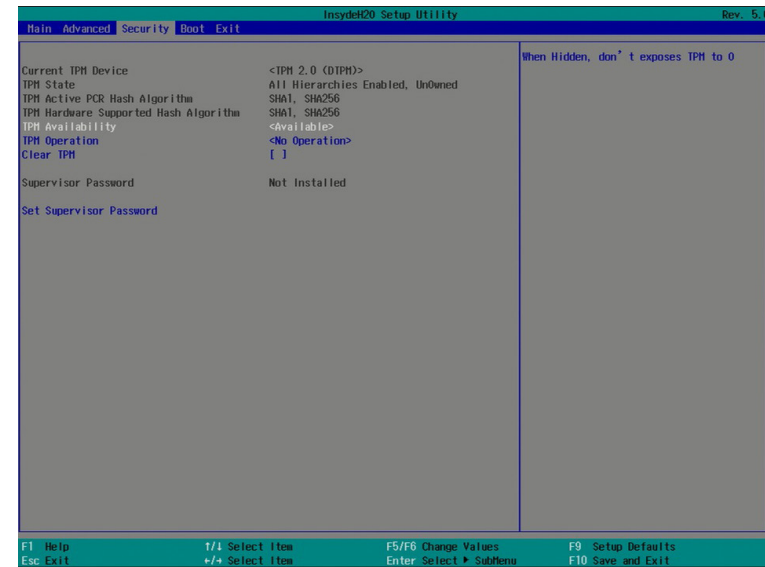 InsydeH20 Setup Utility Rev. 5.
Main Advanced Security Boot Exit
When Hidden, don't exposes TPM to 0
Current TPM Device <TPM 2.0 (DTPM)>
TPM State All Hierarchies Enabled, UnOwned
TPM Active PCR Hash Algorithm SHA1, SHA256
TPM Hardware Supported Hash Algorithm SHA1, SHA256
TPM Availability <Available>
TPM Operation <No Operation>
Clear TPM [ ]
Supervisor Password Not Installed
Set Supervisor Password
F1 Help ↑/↓ Select Item F5/F6 Change Values F9 Setup Defaults
Esc Exit ←/→ Select Item Enter Select ▶ SubMenu F10 Save and Exit